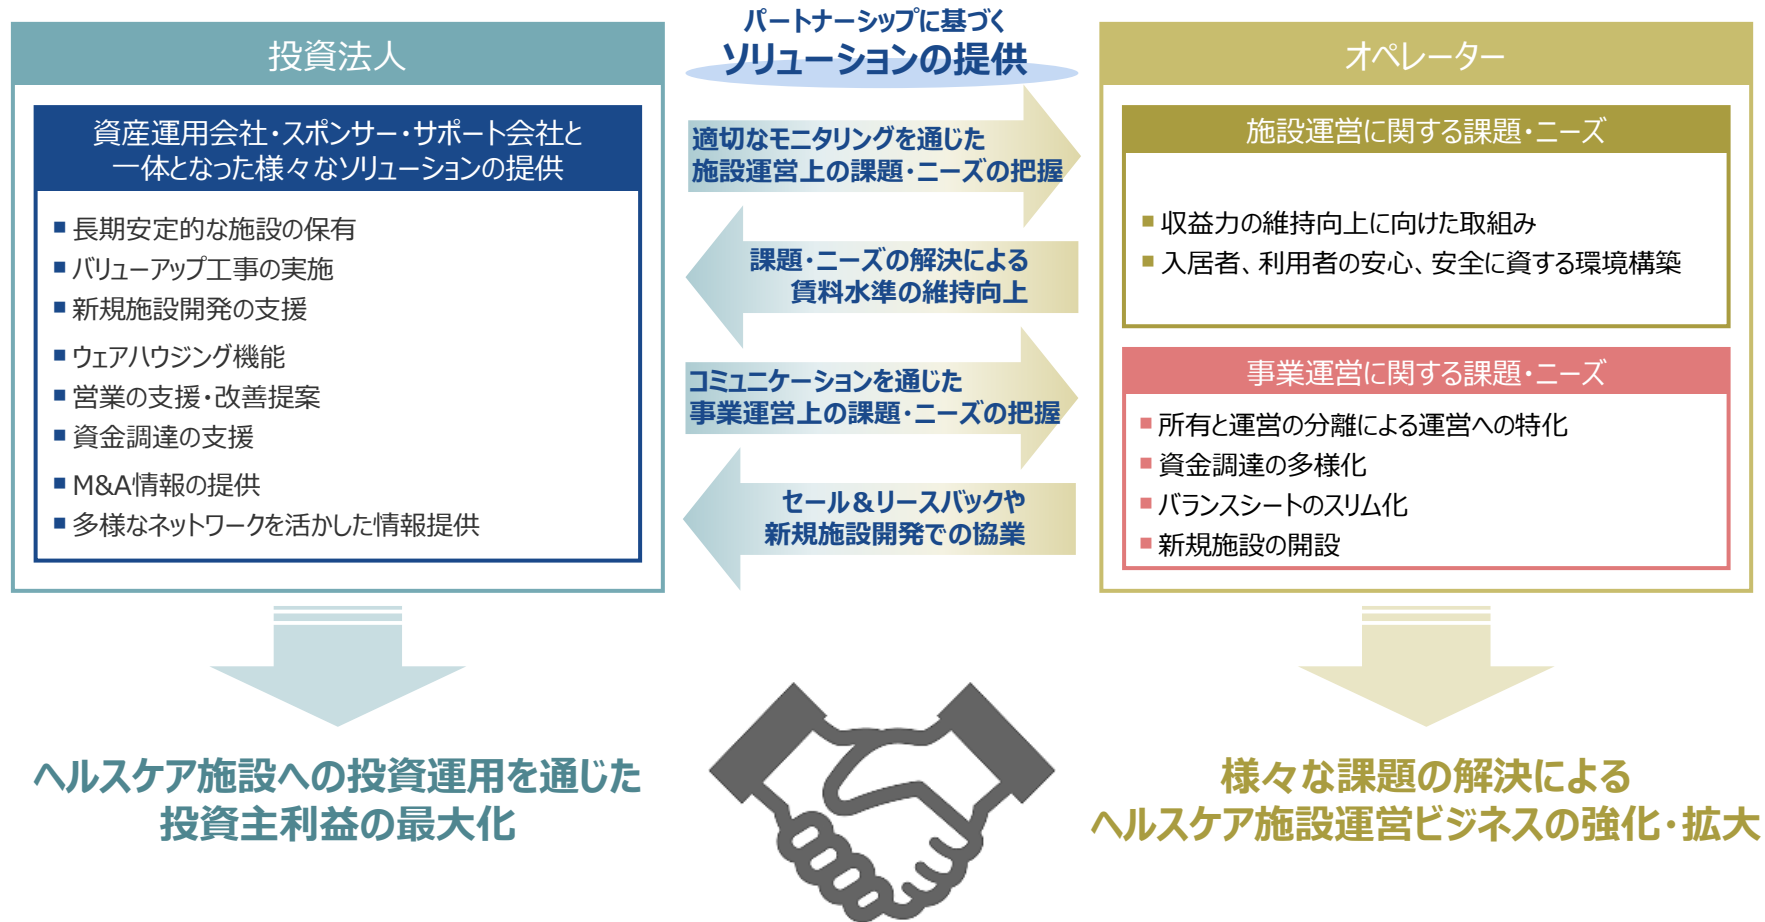 投資法人
資産運用会社・スポンサー・サポート会社と
一体となった様々なソリューションの提供
長期安定的な施設の保有
バリューアップ工事の実施
新規施設開発の支援
ウェアハウジング機能
営業の支援・改善提案
資金調達の支援
M&A情報の提供
多様なネットワークを活かした情報提供
パートナーシップに基づく
ソリューションの提供
適切なモニタリングを通じた
施設運営上の課題・ニーズの把握
課題・ニーズの解決による
賃料水準の維持向上
コミュニケーションを通じた
事業運営上の課題・ニーズの把握
セール＆リースバックや
新規施設開発での協業
オペレーター
施設運営に関する課題・ニーズ
収益力の維持向上に向けた取組み
入居者、利用者の安心、安全に資する環境構築
事業運営に関する課題・ニーズ
所有と運営の分離による運営への特化
資金調達の多様化
バランスシートのスリム化
新規施設の開設
ヘルスケア施設への投資運用を通じた
投資主利益の最大化
様々な課題の解決による
ヘルスケア施設運営ビジネスの強化・拡大